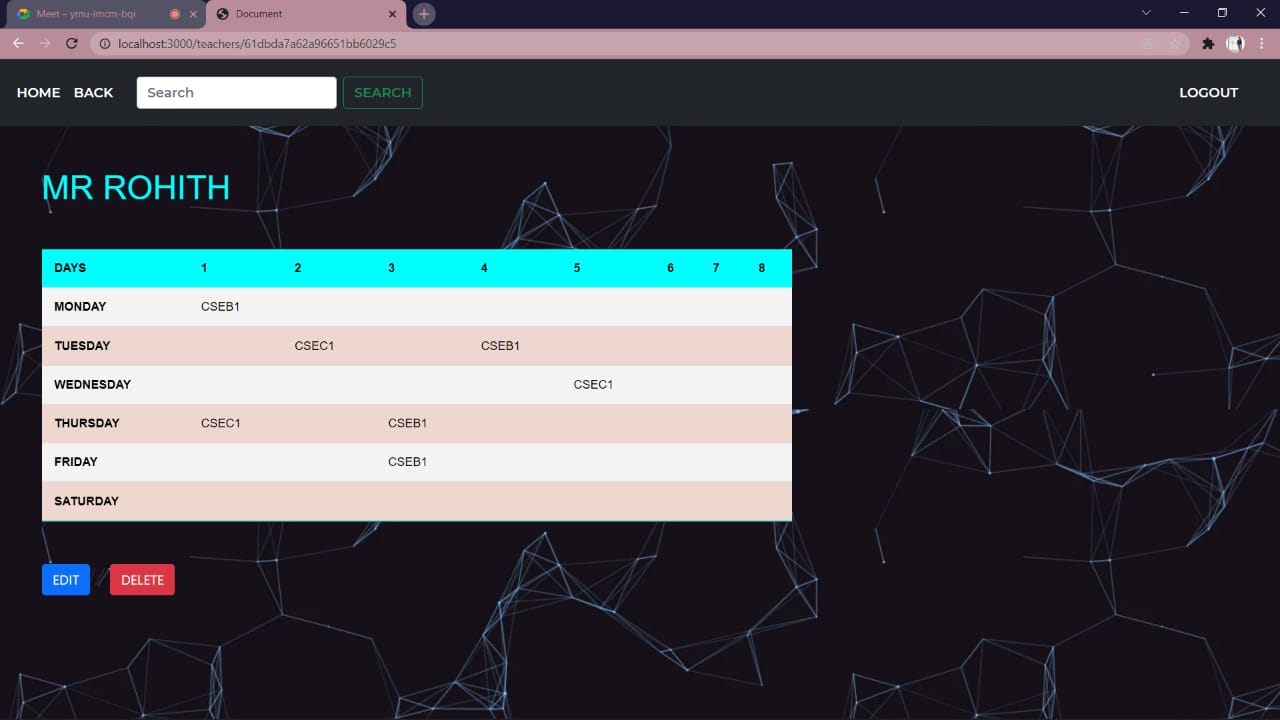 Meet – ymu-imcm-bqi
Document
localhost:3000/teachers/61dbda7a62a96651bb6029c5
HOME BACK Search SEARCH LOGOUT
MR ROHITH
DAYS 1 2 3 4 5 6 7 8
MONDAY CSEB1
TUESDAY CSEC1 CSEB1
WEDNESDAY CSEC1
THURSDAY CSEC1 CSEB1
FRIDAY CSEB1
SATURDAY
EDIT DELETE